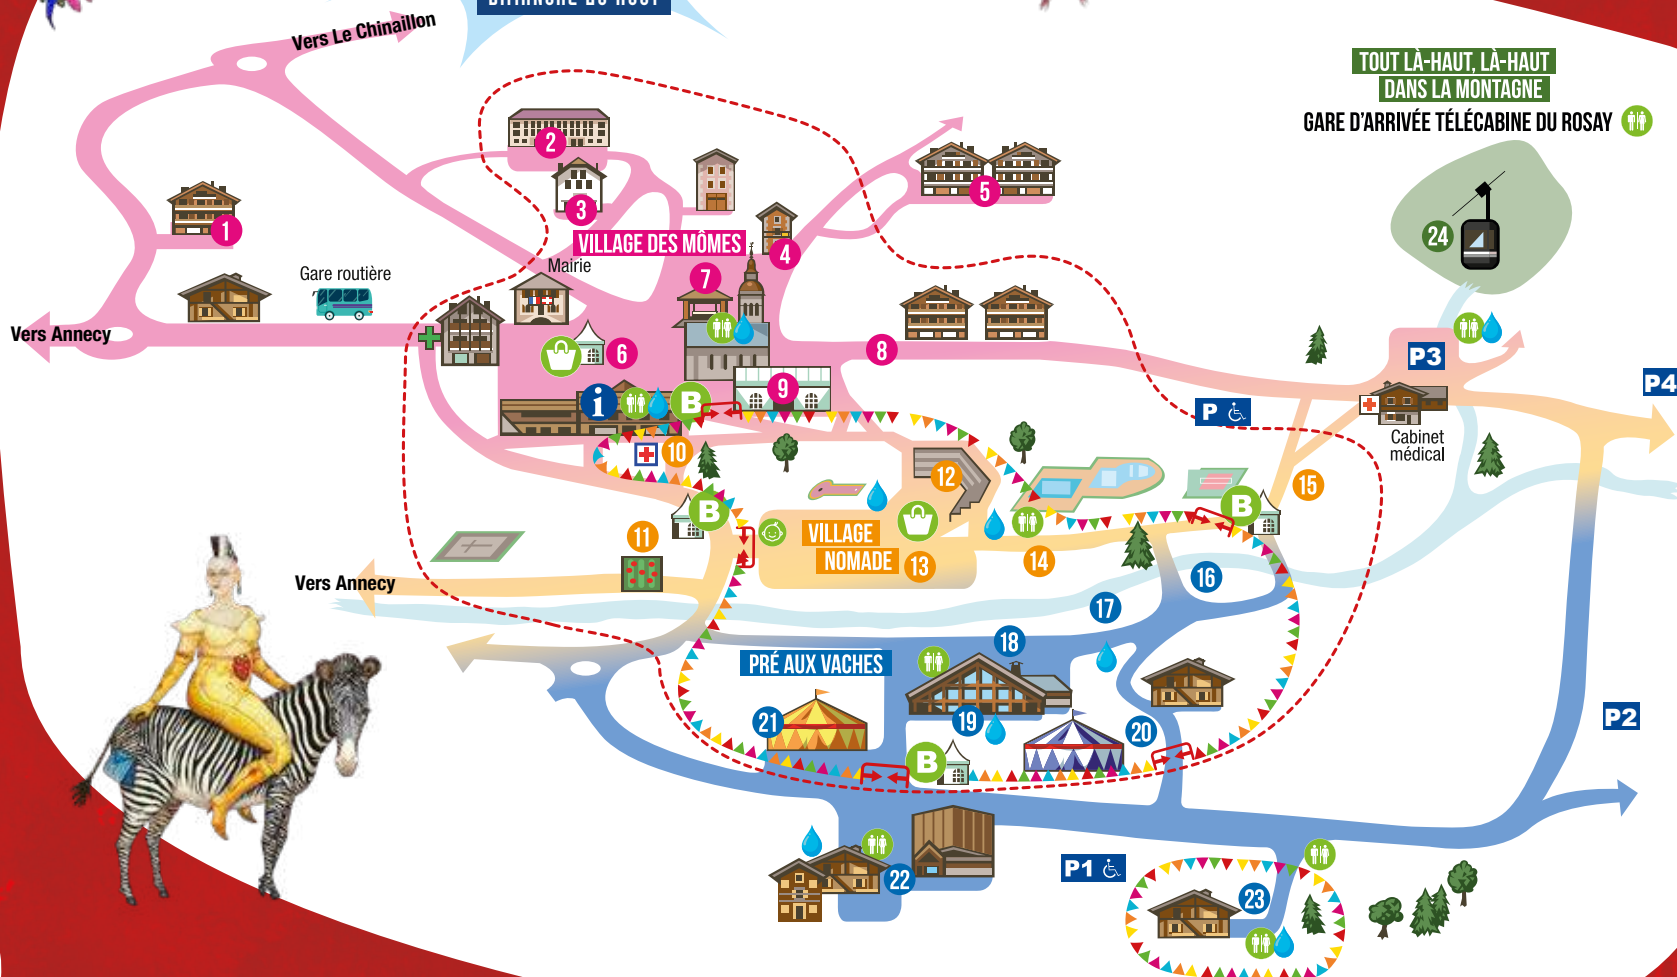 DIMANCHE 28 AOÛT
Vers Le Chinaillon
TOUT LÀ-HAUT, LÀ-HAUT
DANS LA MONTAGNE
GARE D'ARRIVÉE TÉLÉCABINE DU ROSAY
2
5
3
1
24
VILLAGE DES MÔMES
4
Mairie
7
Gare routière
Vers Annecy
6
8
P3
9
P4
i
B
P
10
Cabinet
médical
12
15
B
B
11
VILLAGE
NOMADE
13
14
Vers Annecy
16
17
18
PRÉ AUX VACHES
19
21
20
P2
B
P1
22
23